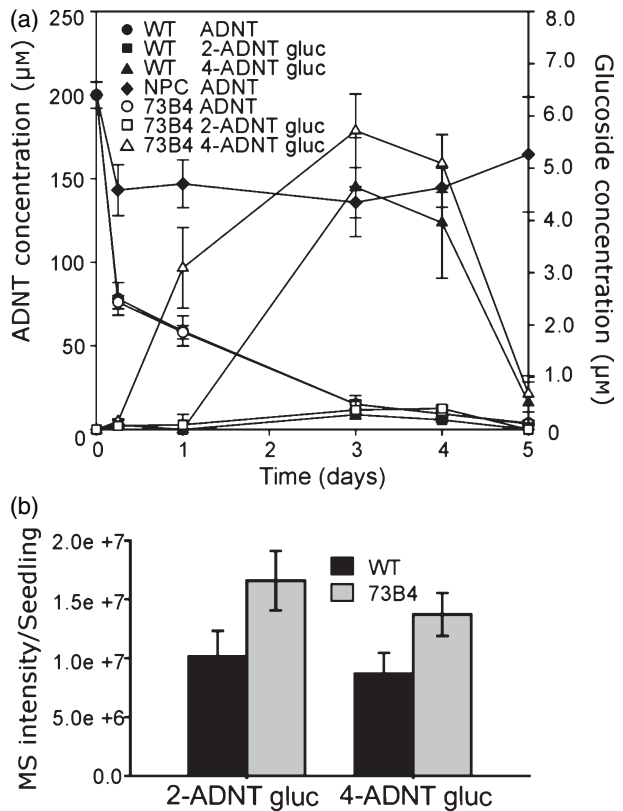 (a)
250
200
150
100
50
0
ADNT concentration (µM)
WT ADNT
WT 2-ADNT gluc
WT 4-ADNT gluc
NPC ADNT
73B4 ADNT
73B4 2-ADNT gluc
73B4 4-ADNT gluc
8.0
7.0
6.0
5.0
4.0
3.0
2.0
1.0
0
Glucoside concentration (µM)
0 1 2 3 4 5
Time (days)
(b)
2.0e +7
1.5e +7
1.0e +7
5.0e +6
0.0
MS intensity/Seedling
WT
73B4
2-ADNT gluc 4-ADNT gluc